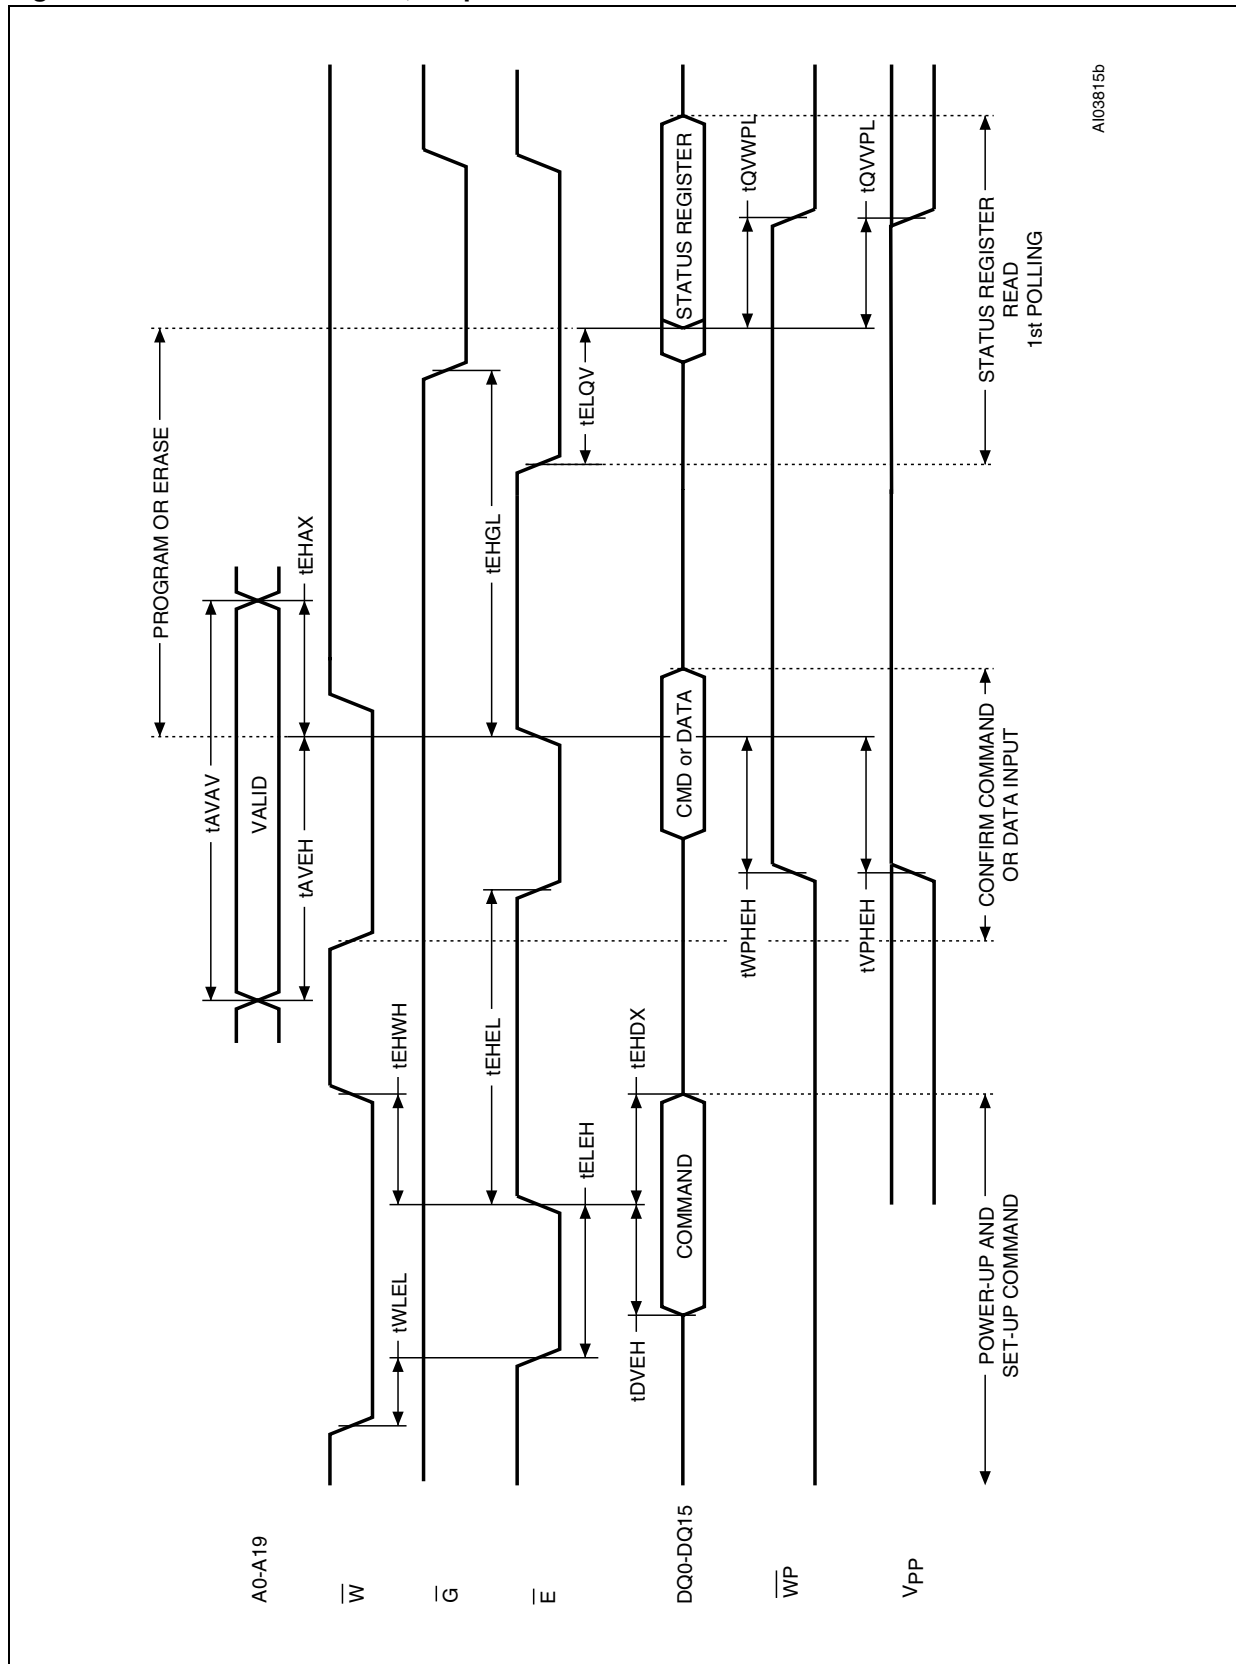 PROGRAM OR ERASE
tAVAV
A0-A19
VALID
tAVEH
tEHAX
W
tWLEL
tEHWH
G
tEHEL
tEHGL
E
tELEH
tELQV
tDVEH
tEHDX
DQ0-DQ15
COMMAND
CMD or DATA
STATUS REGISTER
tWPHEH
tQVWPL
WP
tVPHEH
tQVVPL
VPP
POWER-UP AND
SET-UP COMMAND
CONFIRM COMMAND
OR DATA INPUT
STATUS REGISTER
READ
1st POLLING
AI03815b